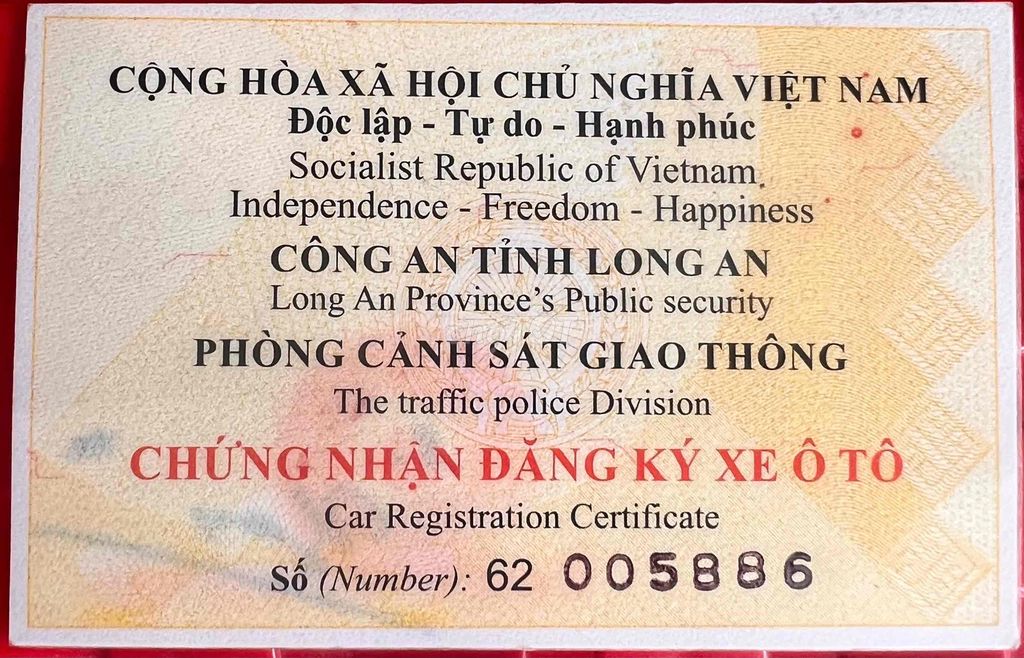 CỘNG HÒA XÃ HỘI CHỦ NGHĨA VIỆT NAM
Độc lập - Tự do - Hạnh phúc
Socialist Republic of Vietnam
Independence - Freedom - Happiness
CÔNG AN TỈNH LONG AN
Long An Province's Public security
PHÒNG CẢNH SÁT GIAO THÔNG
The traffic police Division
CHỨNG NHẬN ĐĂNG KÝ XE Ô TÔ
Car Registration Certificate
Số (Number): 62 005886